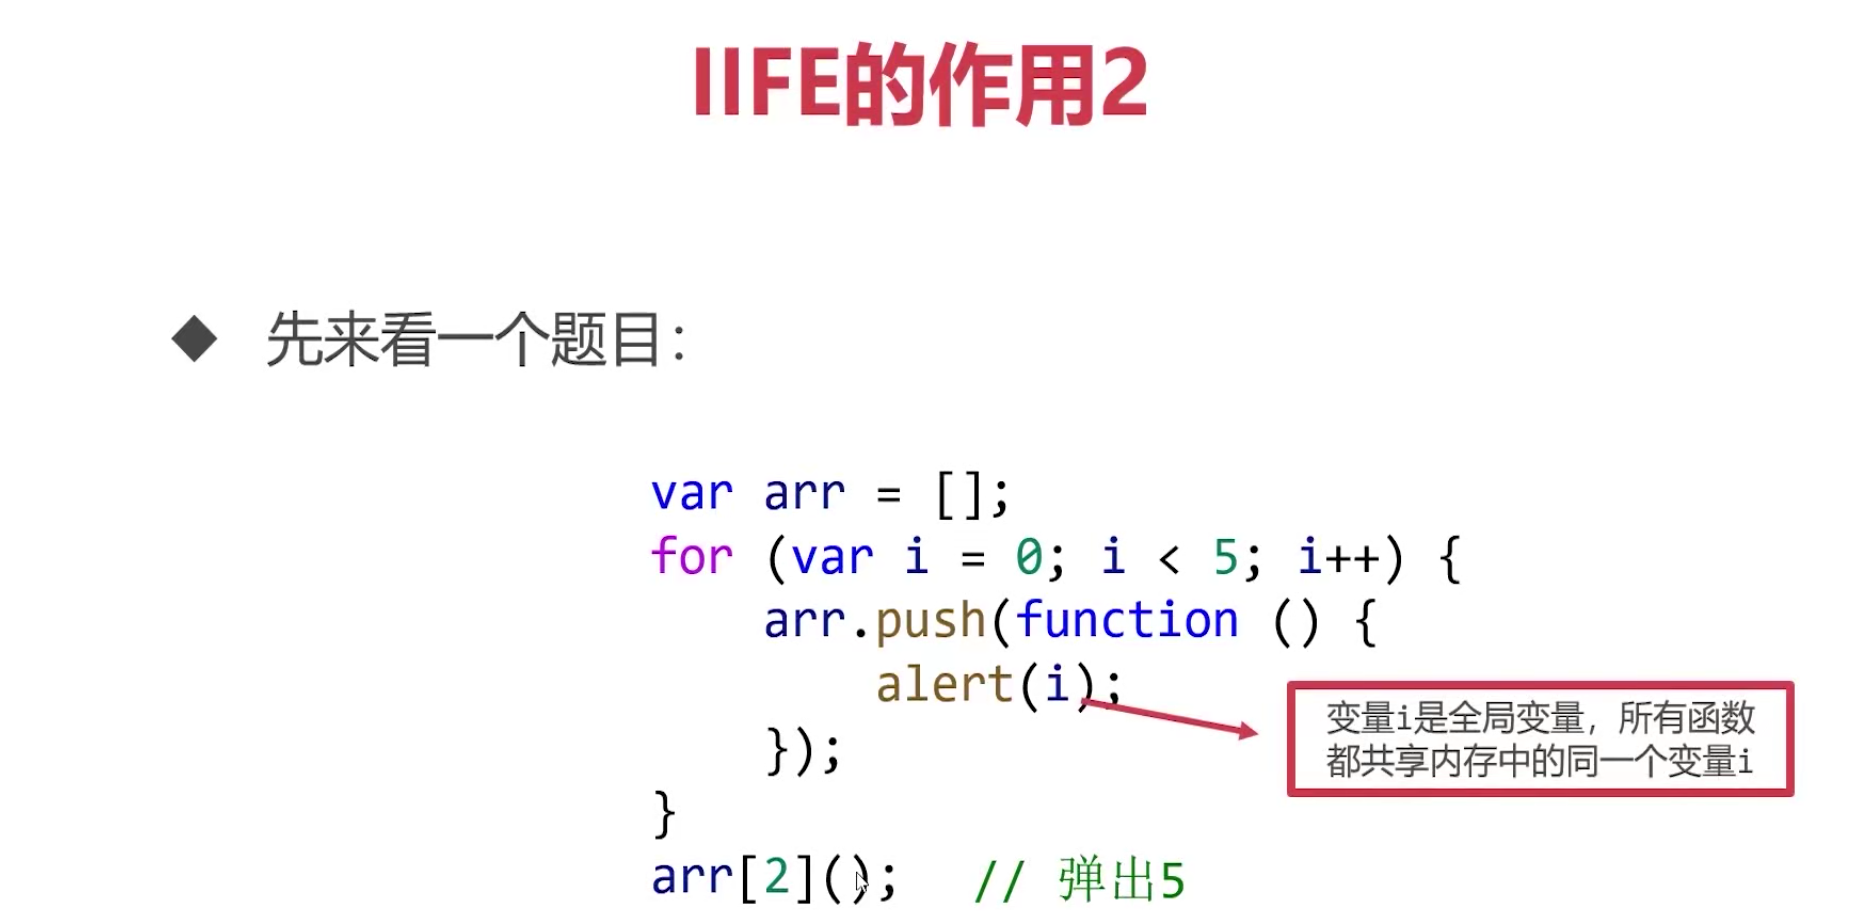 IIFE的作用2
◆ 先来看一个题目：
var arr = [];
for (var i = 0; i < 5; i++) {
    arr.push(function () {
        alert(i);
变量i是全局变量，所有函数
都共享内存中的同一个变量i
    });
}
arr[2]();  // 弹出5